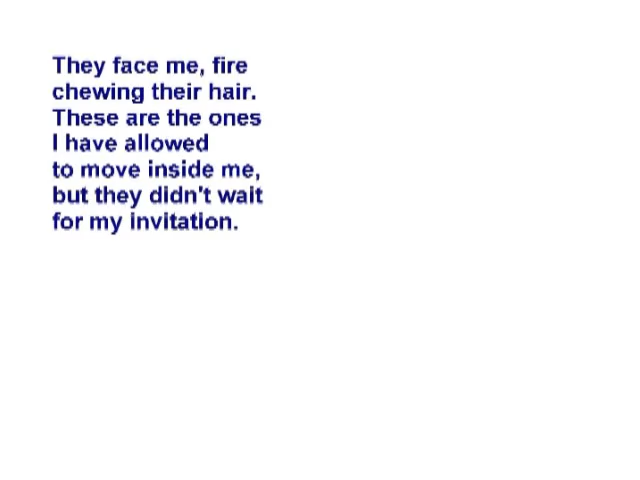 They face me, fire
chewing their hair.
These are the ones
I have allowed
to move inside me,
but they didn't wait
for my invitation.